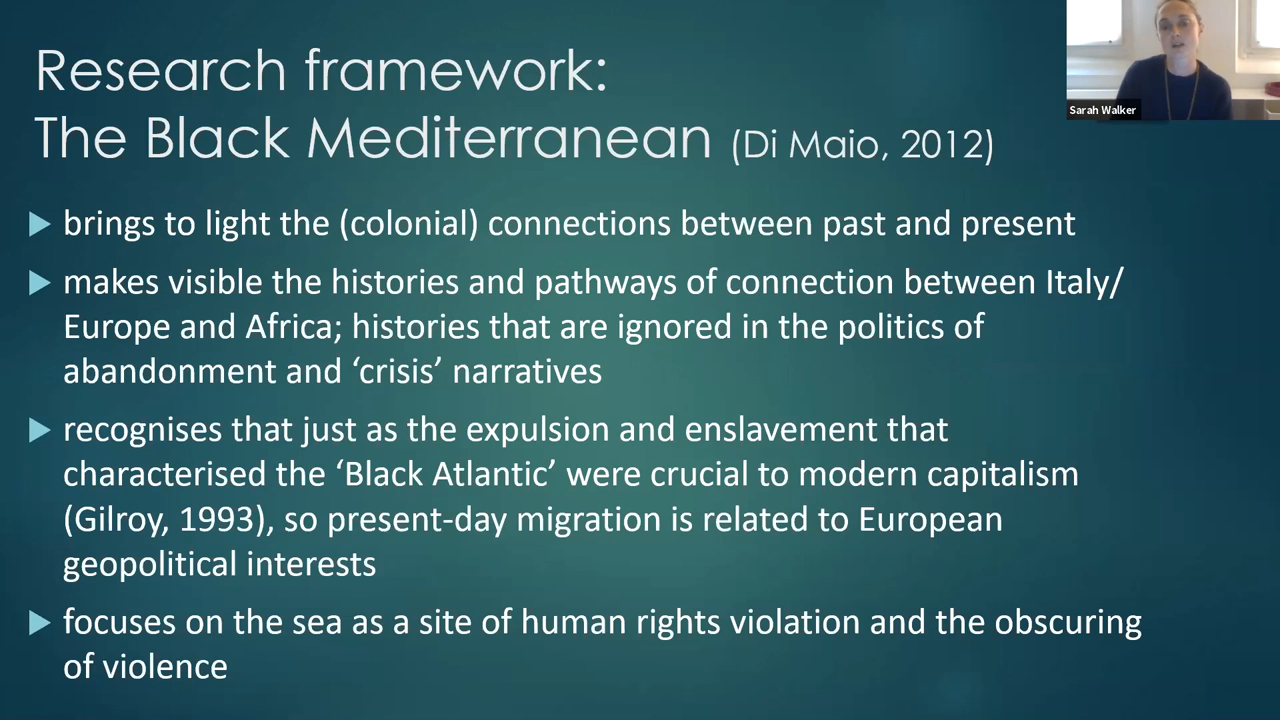 Research framework:
The Black Mediterranean (Di Maio, 2012)
Sarah Walker
brings to light the (colonial) connections between past and present
makes visible the histories and pathways of connection between Italy/
Europe and Africa; histories that are ignored in the politics of
abandonment and ‘crisis’ narratives
recognises that just as the expulsion and enslavement that
characterised the ‘Black Atlantic’ were crucial to modern capitalism
(Gilroy, 1993), so present-day migration is related to European
geopolitical interests
focuses on the sea as a site of human rights violation and the obscuring
of violence